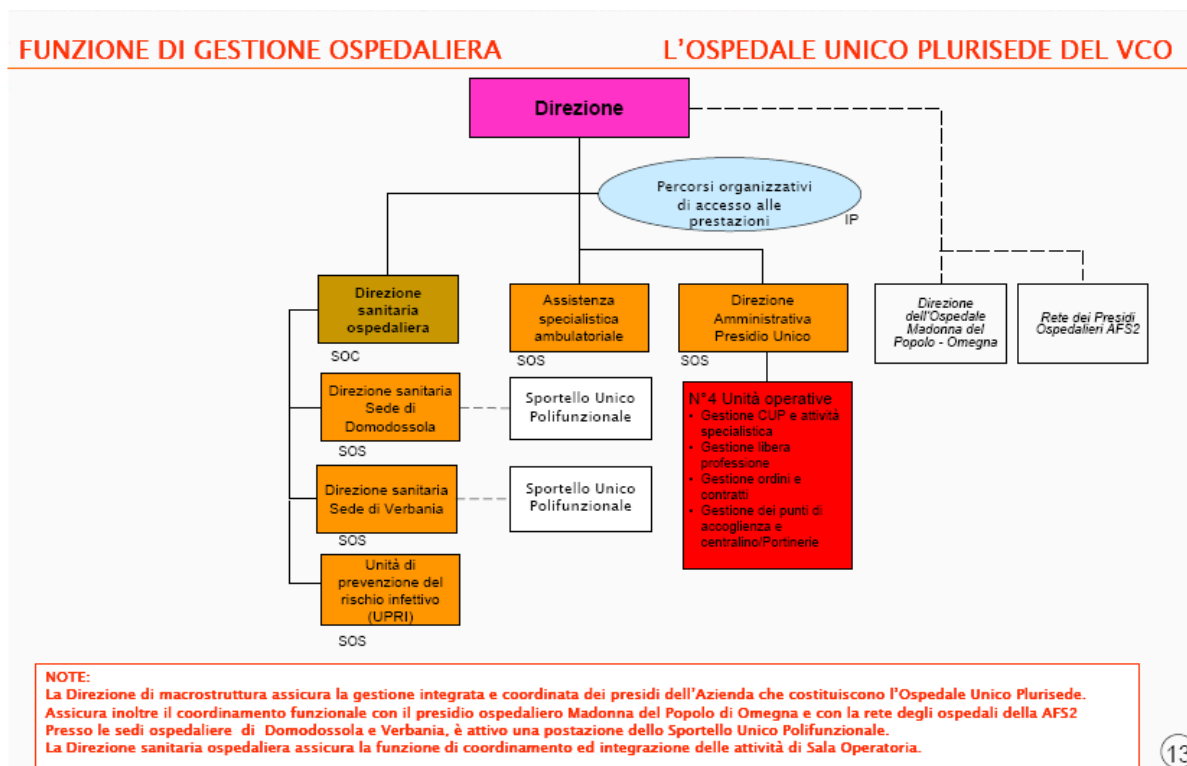 FUNZIONE DI GESTIONE OSPEDALIERA
L'OSPEDALE UNICO PLURISEDE DEL VCO
Direzione
Percorsi organizzativi
di accesso alle
prestazioni
IP
Direzione
sanitaria
ospedaliera
SOC
Assistenza
specialistica
ambulatoriale
SOS
Direzione
Amministrativa
Presidio Unico
SOS
Direzione
dell'Ospedale
Madonna del
Popolo - Omegna
Rete dei Presidi
Ospedalieri AFS2
Direzione sanitaria
Sede di
Domodossola
SOS
Sportello Unico
Polifunzionale
N°4 Unità operative
• Gestione CUP e attività
specialistica
• Gestione libera
professione
• Gestione ordini e
contratti
• Gestione dei punti di
accoglienza e
centralino/Portinerie
Direzione sanitaria
Sede di Verbania
SOS
Sportello Unico
Polifunzionale
Unità di
prevenzione del
rischio infettivo
(UPRI)
SOS
NOTE:
La Direzione di macrostruttura assicura la gestione integrata e coordinata dei presidi dell'Azienda che costituiscono l'Ospedale Unico Plurisede.
Assicura inoltre il coordinamento funzionale con il presidio ospedaliero Madonna del Popolo di Omegna e con la rete degli ospedali della AFS2
Presso le sedi ospedaliere di Domodossola e Verbania, è attivo una postazione dello Sportello Unico Polifunzionale.
La Direzione sanitaria ospedaliera assicura la funzione di coordinamento ed integrazione delle attività di Sala Operatoria.
13